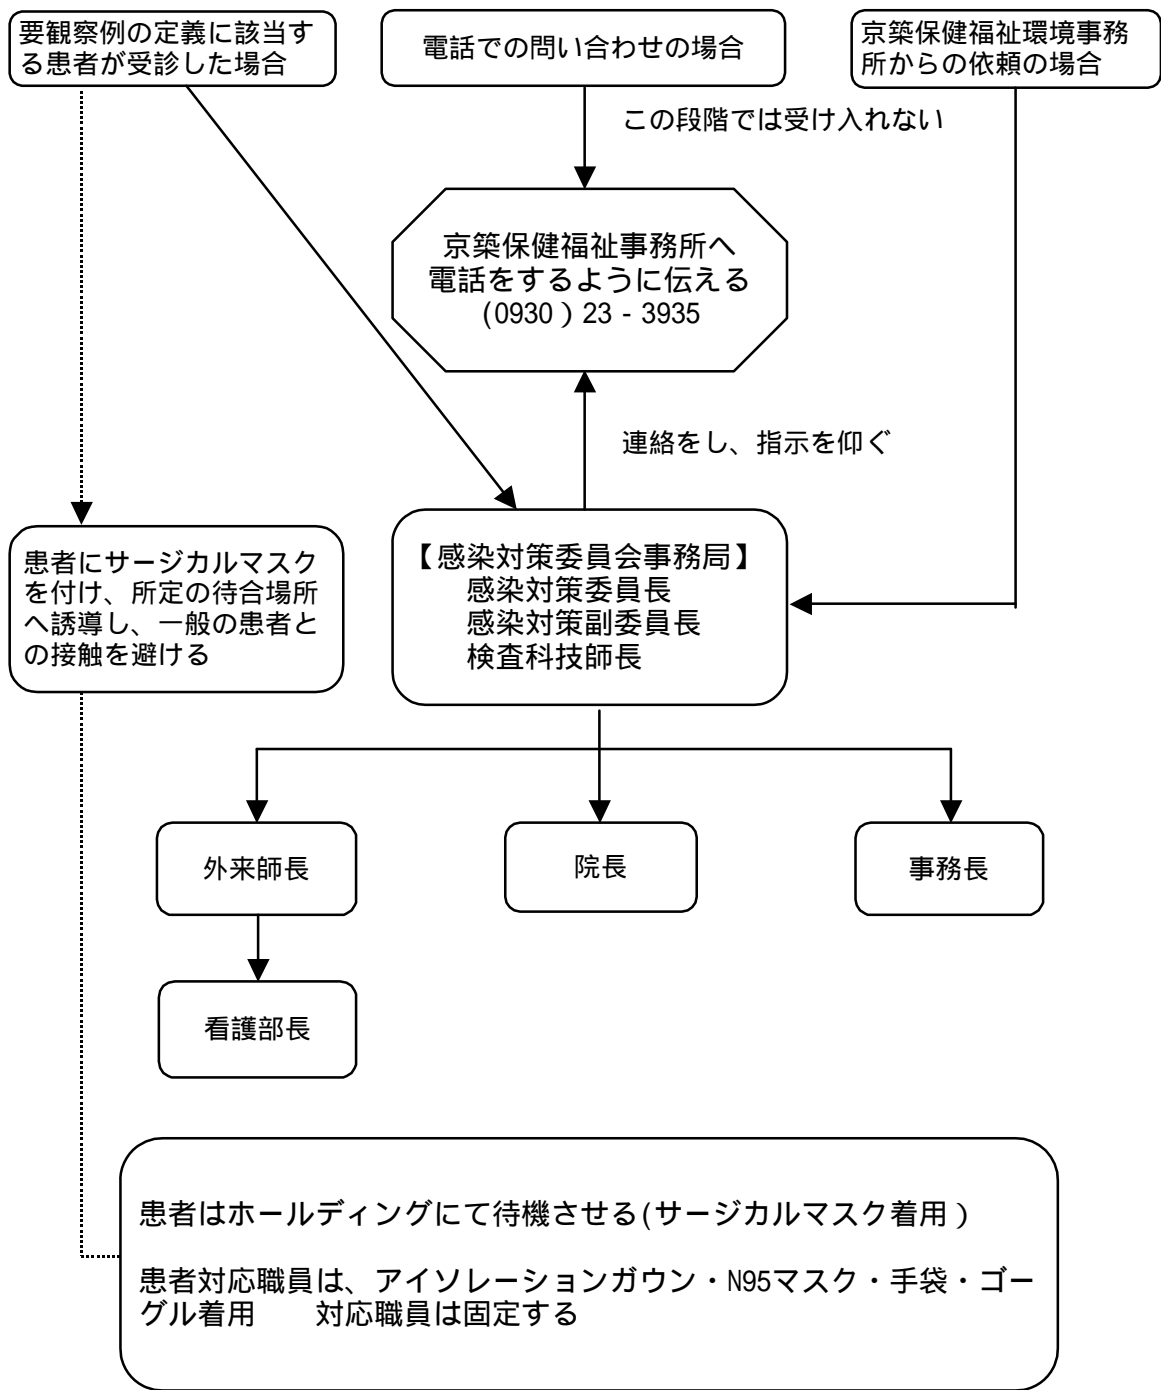 要観察例の定義に該当す
る患者が受診した場合
電話での問い合わせの場合
京築保健福祉環境事務
所からの依頼の場合
この段階では受け入れない
京築保健福祉事務所へ
電話をするように伝える
(0930）23 - 3935
連絡をし、指示を仰ぐ
患者にサージカルマスク
を付け、所定の待合場所
へ誘導し、一般の患者と
の接触を避ける
【感染対策委員会事務局】
感染対策委員長
感染対策副委員長
検査科技師長
外来師長
院長
事務長
看護部長
患者はホールディングにて待機させる(サージカルマスク着用）
患者対応職員は、アイソレーションガウン・N95マスク・手袋・ゴー
グル着用　　対応職員は固定する